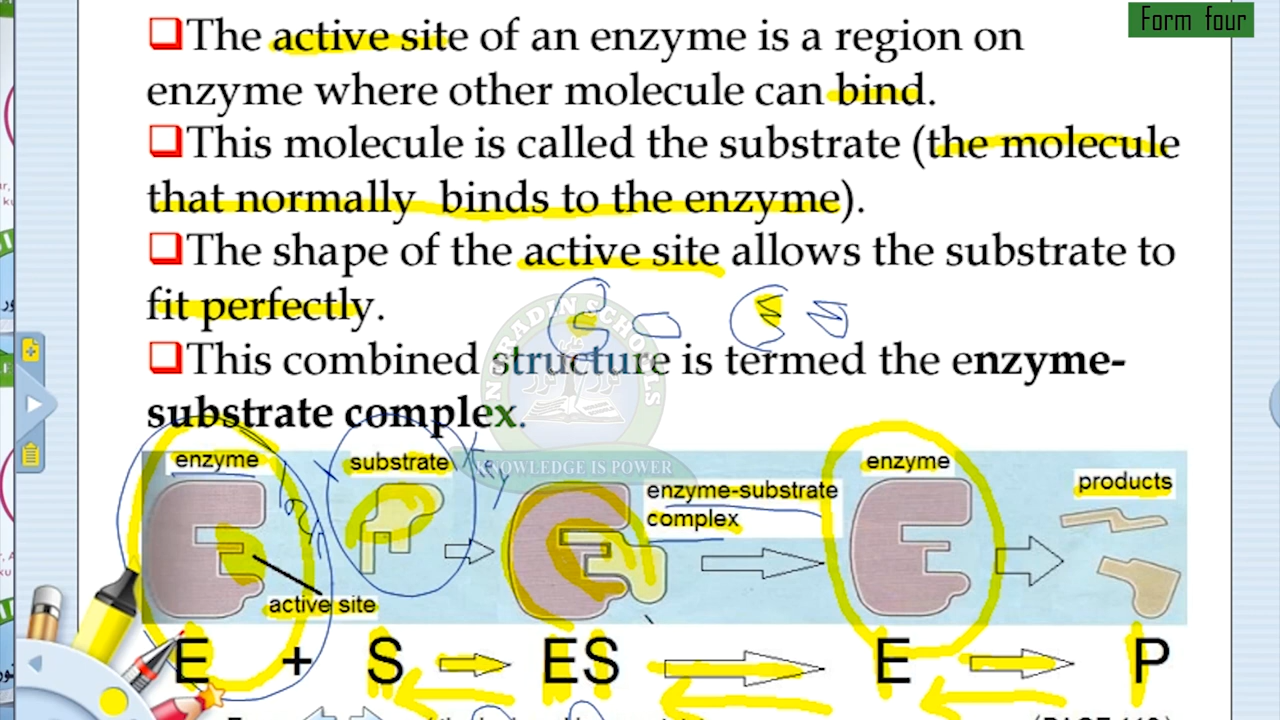 Form four
❑The active site of an enzyme is a region on
enzyme where other molecule can bind.
❑This molecule is called the substrate (the molecule
that normally binds to the enzyme).
❑The shape of the active site allows the substrate to
fit perfectly.
❑This combined structure is termed the enzyme-
substrate complex.
KNOWLEDGE IS POWER
enzyme
substrate
enzyme-substrate
complex
enzyme
products
active site
E + S ES E P